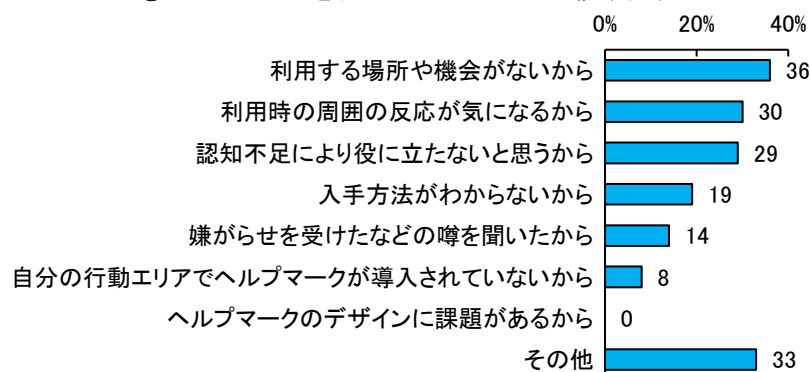 0% 20% 40%
利用する場所や機会がないから 36
利用時の周囲の反応が気になるから 30
認知不足により役に立たないと思うから 29
入手方法がわからないから 19
嫌がらせを受けたなどの噂を聞いたから 14
自分の行動エリアでヘルプマークが導入されていないから 8
ヘルプマークのデザインに課題があるから 0
その他 33